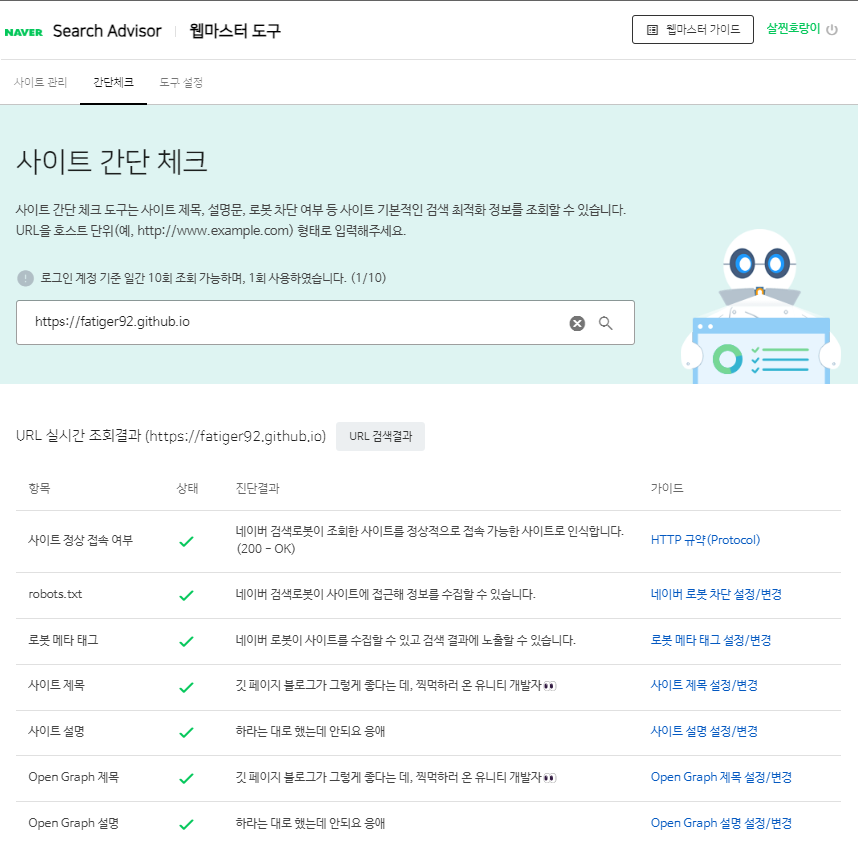 NAVER Search Advisor 웹마스터 도구 웹마스터 가이드 살찐호랑이
사이트 관리 간단체크 도구 설정
사이트 간단 체크
사이트 간단 체크 도구는 사이트 제목, 설명문, 로봇 차단 여부 등 사이트 기본적인 검색 최적화 정보를 조회할 수 있습니다.
URL을 호스트 단위(예, http://www.example.com) 형태로 입력해주세요.
로그인 계정 기준 일간 10회 조회 가능하며, 1회 사용하였습니다. (1/10)
https://fatiger92.github.io
URL 실시간 조회결과 (https://fatiger92.github.io) URL 검색결과
항목 상태 진단결과 가이드
사이트 정상 접속 여부 네이버 검색로봇이 조회한 사이트를 정상적으로 접속 가능한 사이트로 인식합니다. HTTP 규약(Protocol)
(200 - OK)
robots.txt 네이버 검색로봇이 사이트에 접근해 정보를 수집할 수 있습니다. 네이버 로봇 차단 설정/변경
로봇 메타 태그 네이버 로봇이 사이트를 수집할 수 있고 검색 결과에 노출할 수 있습니다. 로봇 메타 태그 설정/변경
사이트 제목 깃 페이지 블로그가 그렇게 좋다는 데, 찍먹하러 온 유니티 개발자👀 사이트 제목 설정/변경
사이트 설명 하라는 대로 했는데 안되요 응애 사이트 설명 설정/변경
Open Graph 제목 깃 페이지 블로그가 그렇게 좋다는 데, 찍먹하러 온 유니티 개발자👀 Open Graph 제목 설정/변경
Open Graph 설명 하라는 대로 했는데 안되요 응애 Open Graph 설명 설정/변경